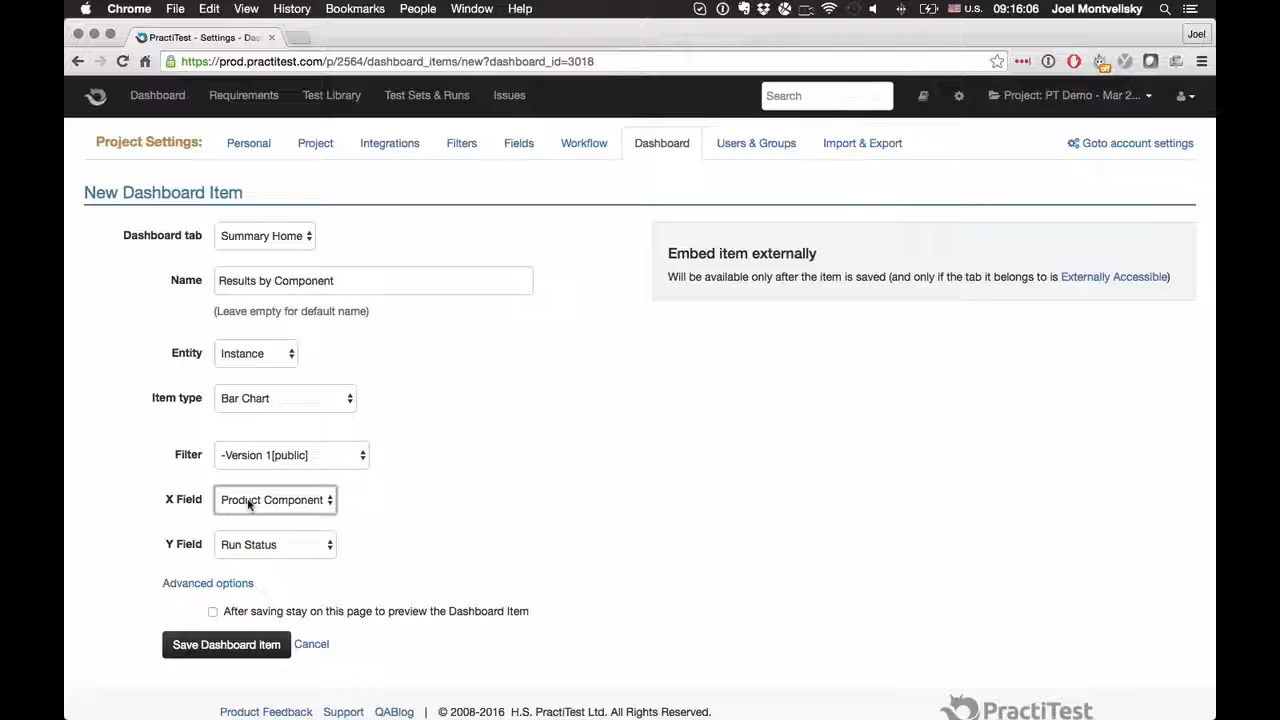 Chrome File Edit View History Bookmarks People Window Help U.S. 09:16:06 Joel Montvelisky
PractiTest - Settings - Das Joel
https://prod.practitest.com/p/2564/dashboard_items/new?dashboard_id=3018
Dashboard Requirements Test Library Test Sets & Runs Issues Search Project: PT Demo - Mar 2...
Project Settings: Personal Project Integrations Filters Fields Workflow Dashboard Users & Groups Import & Export Goto account settings
New Dashboard Item
Dashboard tab Summary Home
Embed item externally
Will be available only after the item is saved (and only if the tab it belongs to is Externally Accessible)
Name Results by Component
(Leave empty for default name)
Entity Instance
Item type Bar Chart
Filter -Version 1[public]
X Field Product Component
Y Field Run Status
Advanced options
After saving stay on this page to preview the Dashboard Item
Save Dashboard item Cancel
Product Feedback Support QABlog | © 2008-2016 H.S. PractiTest Ltd. All Rights Reserved. PractiTest